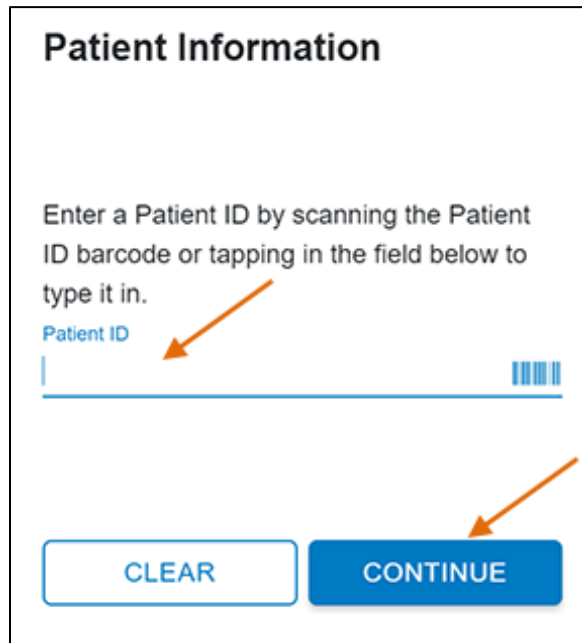 Patient Information
Enter a Patient ID by scanning the Patient
ID barcode or tapping in the field below to
type it in.
Patient ID
CLEAR
CONTINUE